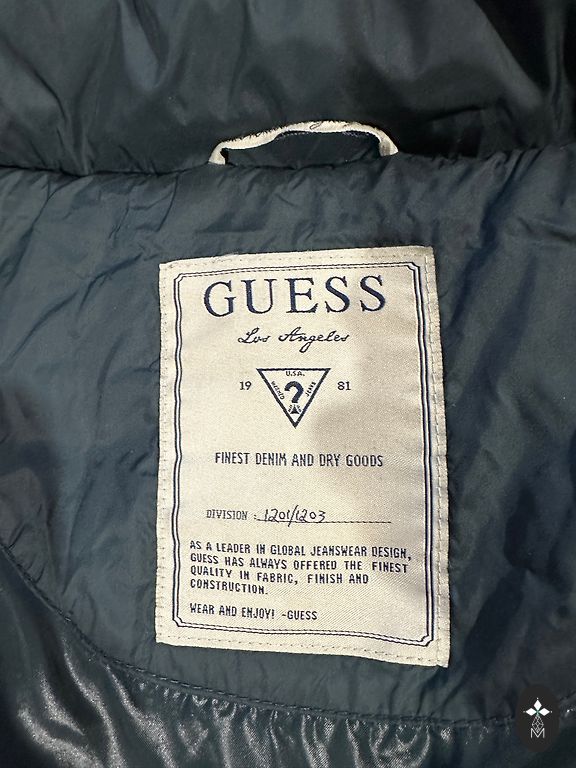 GUESS
Los Angeles
U.S.A.
19 ? 81
FINEST DENIM AND DRY GOODS
DIVISION : 1201/1203
AS A LEADER IN GLOBAL JEANSWEAR DESIGN,
GUESS HAS ALWAYS OFFERED THE FINEST
QUALITY IN FABRIC, FINISH AND
CONSTRUCTION.
WEAR AND ENJOY! -GUESS
M